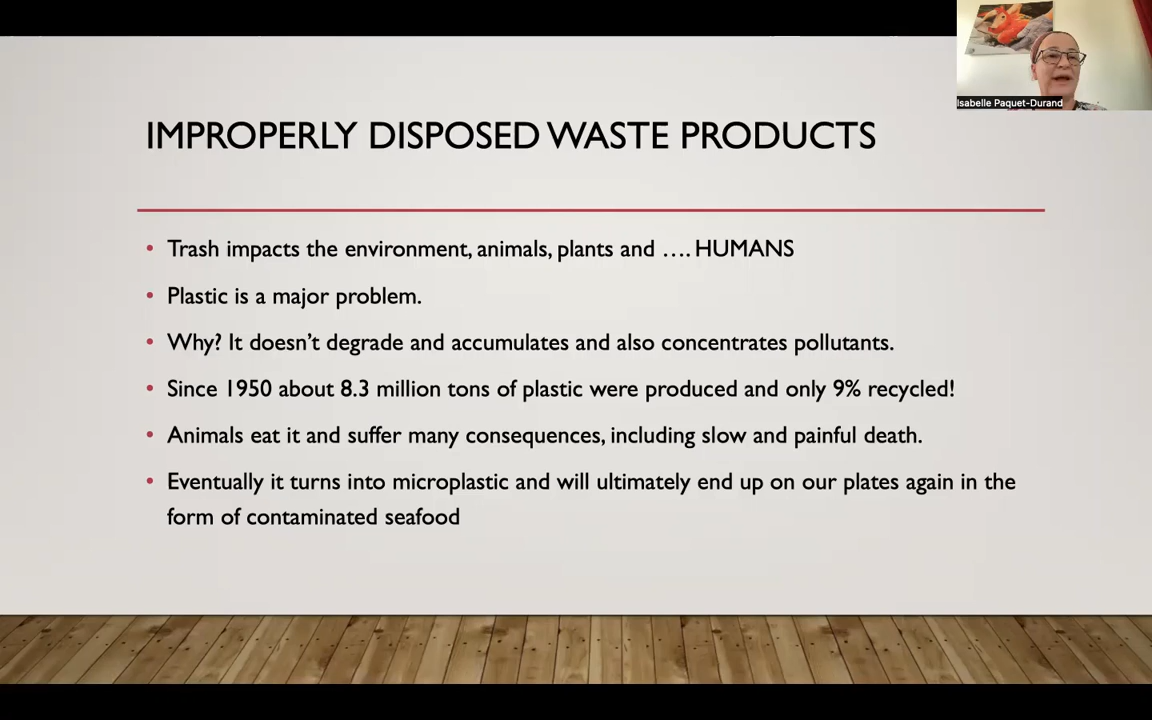 Isabelle Paquet-Durand
IMPROPERLY DISPOSED WASTE PRODUCTS
• Trash impacts the environment, animals, plants and …. HUMANS
• Plastic is a major problem.
• Why? It doesn’t degrade and accumulates and also concentrates pollutants.
• Since 1950 about 8.3 million tons of plastic were produced and only 9% recycled!
• Animals eat it and suffer many consequences, including slow and painful death.
• Eventually it turns into microplastic and will ultimately end up on our plates again in the
form of contaminated seafood